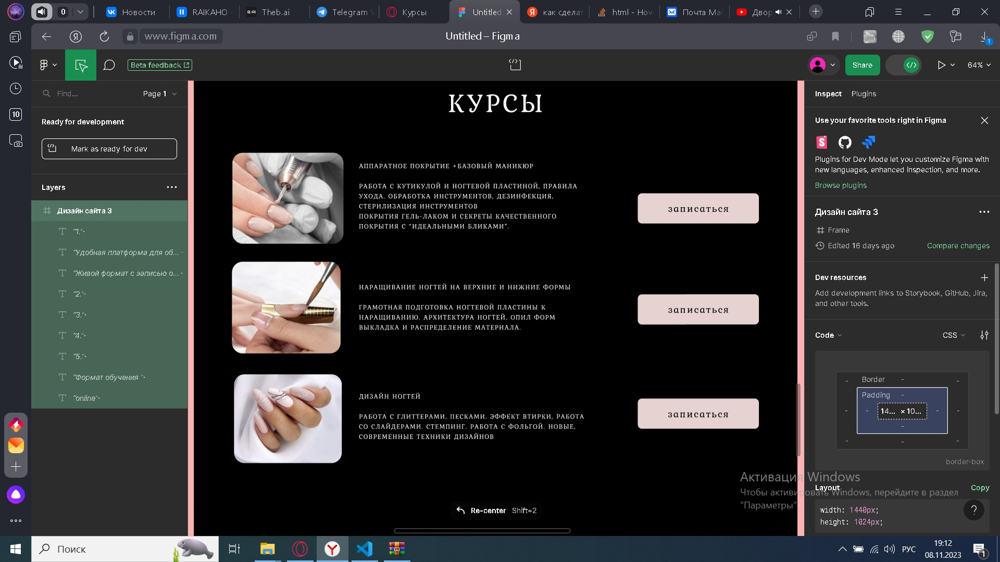 0
Новости
RAIKAHO -
Theb.ai
Telegram
Курсы
Untitled
как сделат
html - How
Почта Mai
Двор
www.figma.com
Untitled – Figma
1
Beta feedback
Share
64%
Find...
Page 1
10
Ready for development
Mark as ready for dev
Layers
Дизайн сайта 3
"1."
"Удобная платформа для об...
"Живой формат с записью о...
"2."
"3."
"4."
"5."
"Формат обучения "
"online"
КУРСЫ
АППАРАТНОЕ ПОКРЫТИЕ +БАЗОВЫЙ МАНИКЮР
РАБОТА С КУТИКУЛОЙ И НОГТЕВОЙ ПЛАСТИНОЙ, ПРАВИЛА
УХОДА. ОБРАБОТКА ИНСТРУМЕНТОВ, ДЕЗИНФЕКЦИЯ,
СТЕРИЛИЗАЦИЯ ИНСТРУМЕНТОВ
ПОКРЫТИЯ ГЕЛЬ-ЛАКОМ И СЕКРЕТЫ КАЧЕСТВЕННОГО
ПОКРЫТИЯ С “ИДЕАЛЬНЫМИ БЛИКАМИ”.
записаться
НАРАЩИВАНИЕ НОГТЕЙ НА ВЕРХНИЕ И НИЖНИЕ ФОРМЫ
ГРАМОТНАЯ ПОДГОТОВКА НОГТЕВОЙ ПЛАСТИНЫ К
НАРАЩИВАНИЮ. АРХИТЕКТУРА НОГТЕЙ, ОПИЛ ФОРМ
ВЫКЛАДКА И РАСПРЕДЕЛЕНИЕ МАТЕРИАЛА.
записаться
ДИЗАЙН НОГТЕЙ
РАБОТА С ГЛИТТЕРАМИ, ПЕСКАМИ. ЭФФЕКТ ВТИРКИ, РАБОТА
СО СЛАЙДЕРАМИ. СТЕМПИНГ. РАБОТА С ФОЛЬГОЙ. НОВЫЕ,
СОВРЕМЕННЫЕ ТЕХНИКИ ДИЗАЙНОВ
записаться
Re-center Shift+2
Inspect
Plugins
Use your favorite tools right in Figma
Plugins for Dev Mode let you customize Figma with
new languages, enhanced inspection, and more.
Browse plugins
Дизайн сайта 3
Frame
Edited 16 days ago
Compare changes
Dev resources
Add development links to Storybook, GitHub, Jira,
and other tools.
Code
CSS
Border -
Padding -
14... × 10...
border-box
Активация Windows
Чтобы активировать Windows, перейдите в раздел
"Параметры"
Layout
Copy
width: 1440px;
height: 1024px;
?
Поиск
РУС
19:12
08.11.2023
1